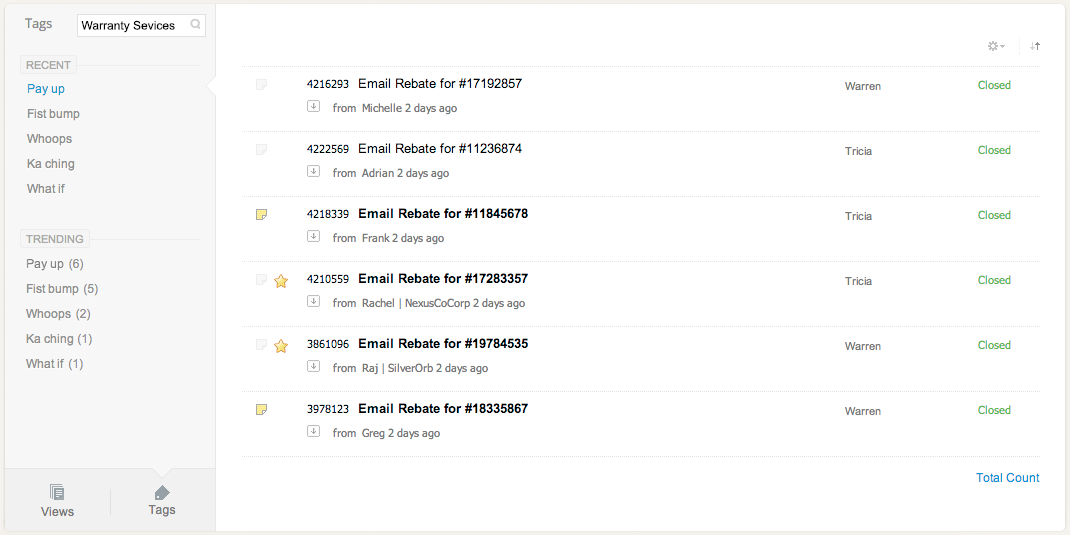 Tags
Warranty Sevices
RECENT
Pay up
Fist bump
Whoops
Ka ching
What if
TRENDING
Pay up (6)
Fist bump (5)
Whoops (2)
Ka ching (1)
What if (1)
Views
Tags
4216293 Email Rebate for #17192857 Warren Closed
from Michelle 2 days ago
4222569 Email Rebate for #11236874 Tricia Closed
from Adrian 2 days ago
4218339 Email Rebate for #11845678 Tricia Closed
from Frank 2 days ago
4210559 Email Rebate for #17283357 Tricia Closed
from Rachel | NexusCoCorp 2 days ago
3861096 Email Rebate for #19784535 Warren Closed
from Raj | SilverOrb 2 days ago
3978123 Email Rebate for #18335867 Warren Closed
from Greg 2 days ago
Total Count